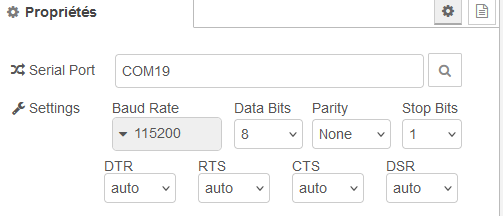 Propriétés
Serial Port COM19
Settings Baud Rate Data Bits Parity Stop Bits
115200 8 None 1
DTR RTS CTS DSR
auto auto auto auto